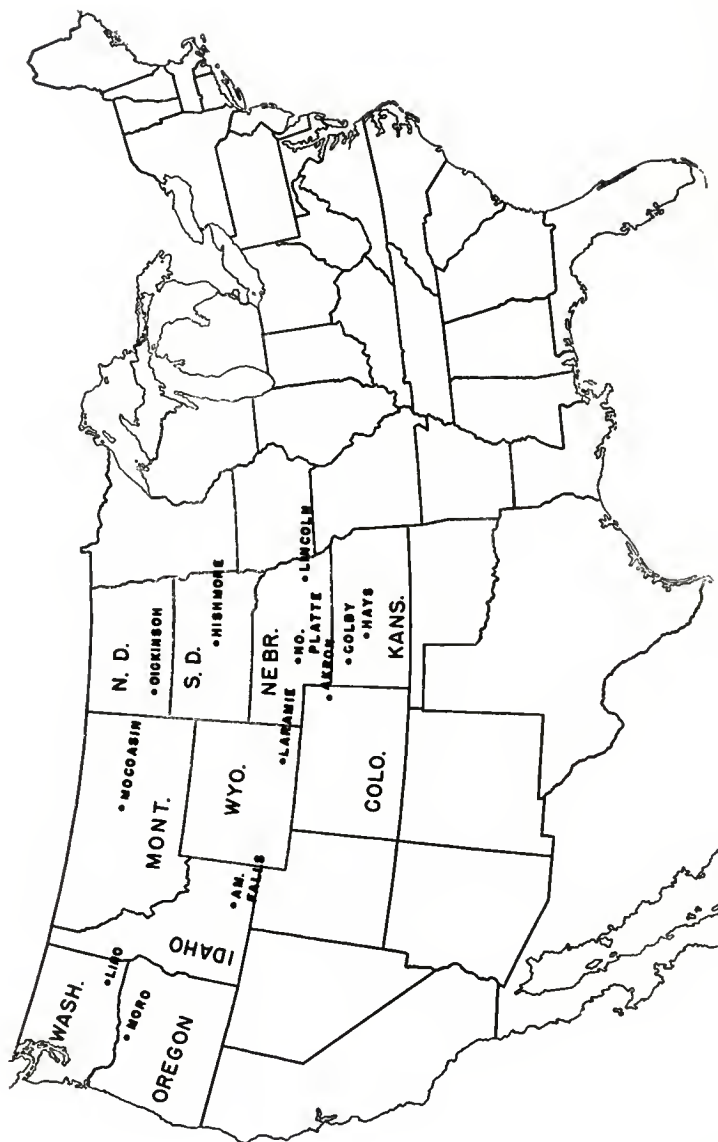 WASH.
LIND
MORO
OREGON
IDAHO
AM.
FALLS
MONT.
MOCOASIN
WYO.
LARAMIE
COLO.
AKRON
N. D.
DICKINSON
S. D.
HIGHMORE
NEBR.
NO.
PLATTE
LINCOLN
COLBY
HAYS
KANS.